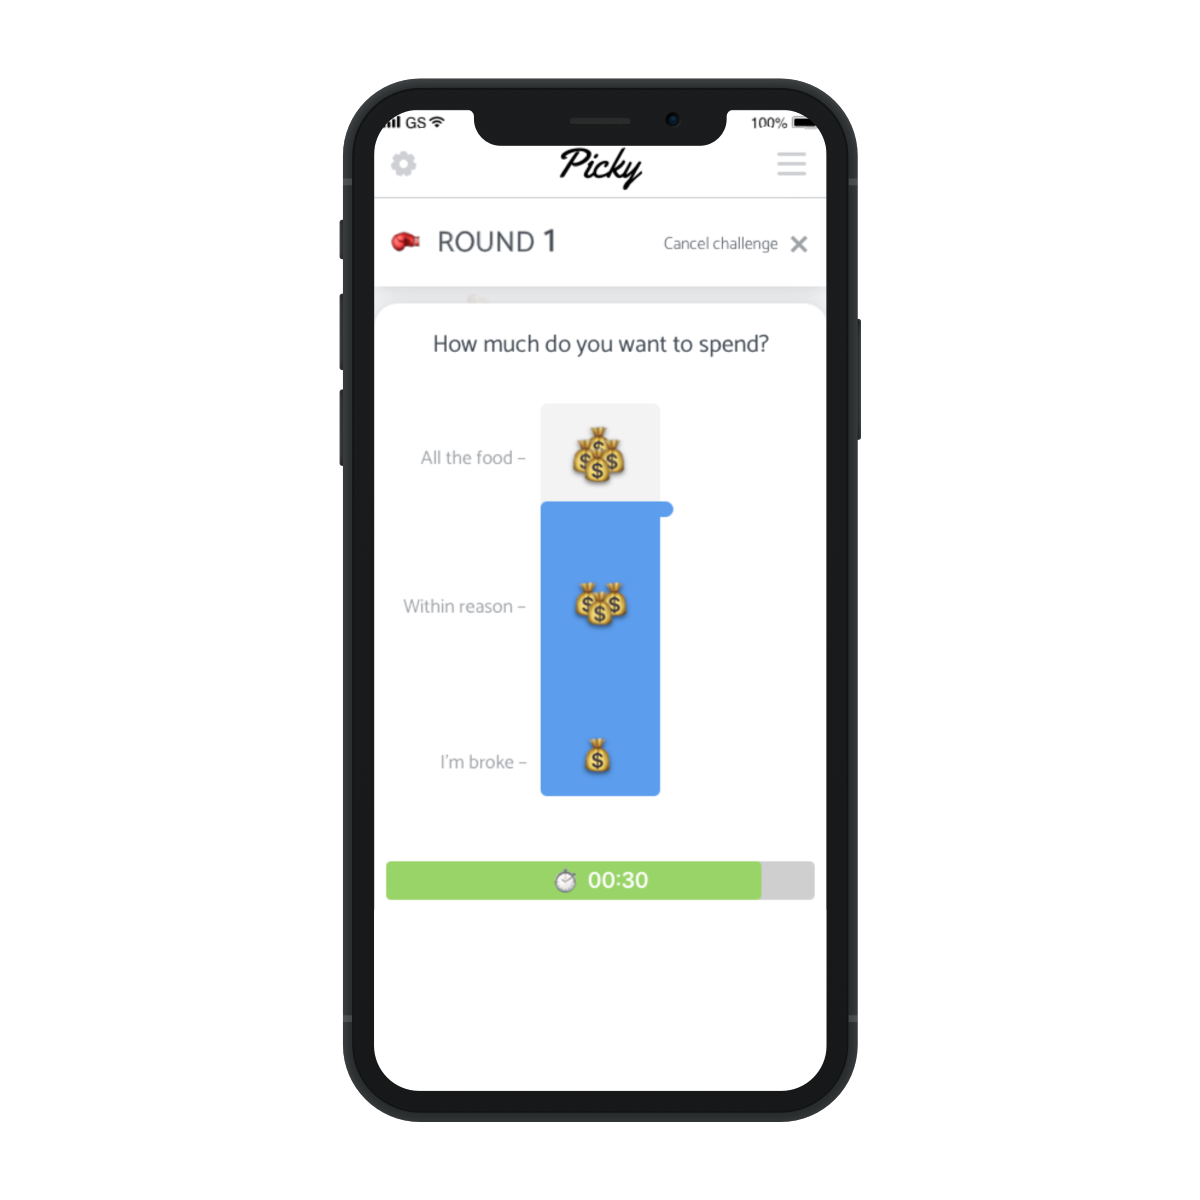 GS 100%
Picky
ROUND 1 Cancel challenge
How much do you want to spend?
All the food –
Within reason –
I'm broke –
00:30